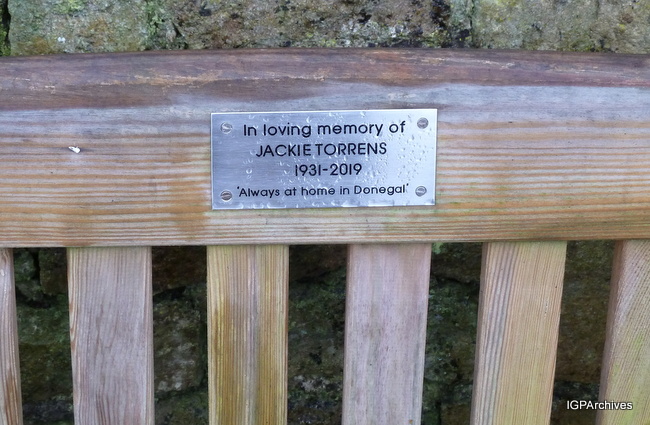 In loving memory of
JACKIE TORRENS
1931-2019
'Always at home in Donegal'
IGPArchives